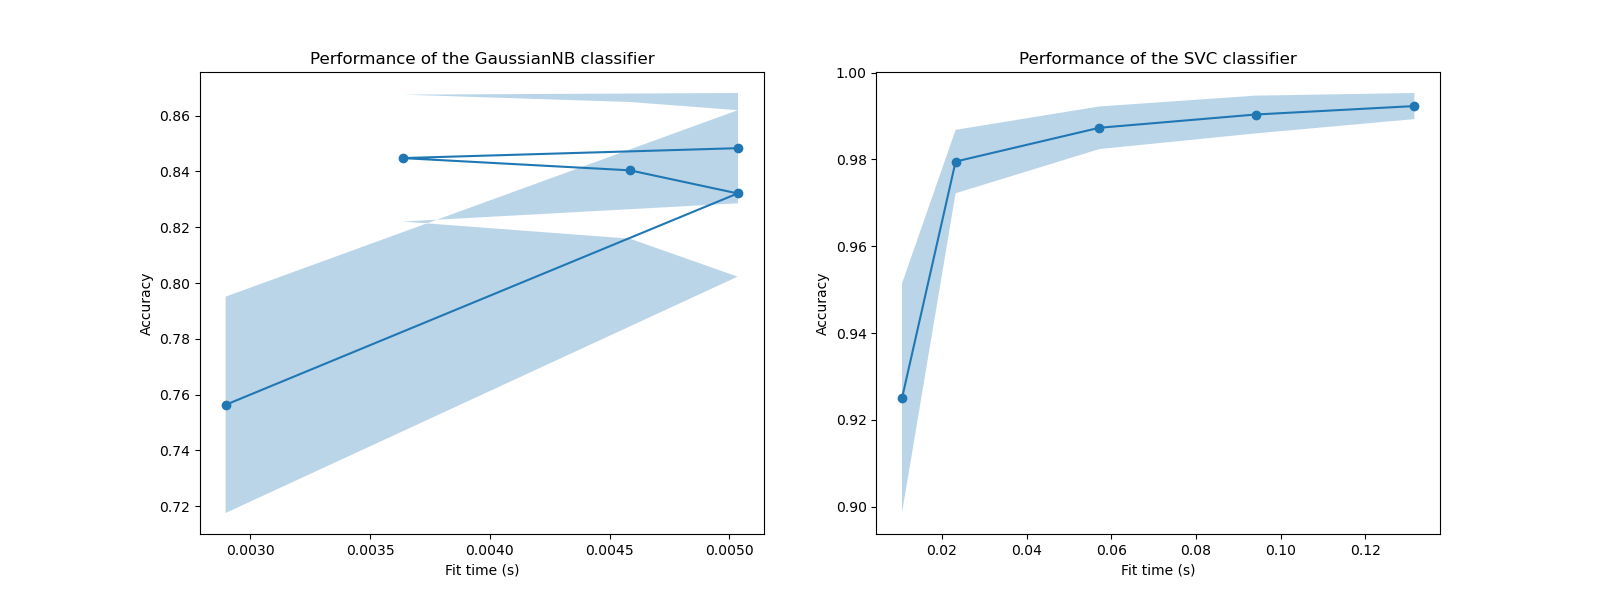 Performance of the GaussianNB classifier
0.86
0.84
0.82
0.80
0.78
0.76
0.74
0.72
Accuracy
0.0030 0.0035 0.0040 0.0045 0.0050
Fit time (s)
Performance of the SVC classifier
1.00
0.98
0.96
0.94
0.92
0.90
Accuracy
0.02 0.04 0.06 0.08 0.10 0.12
Fit time (s)